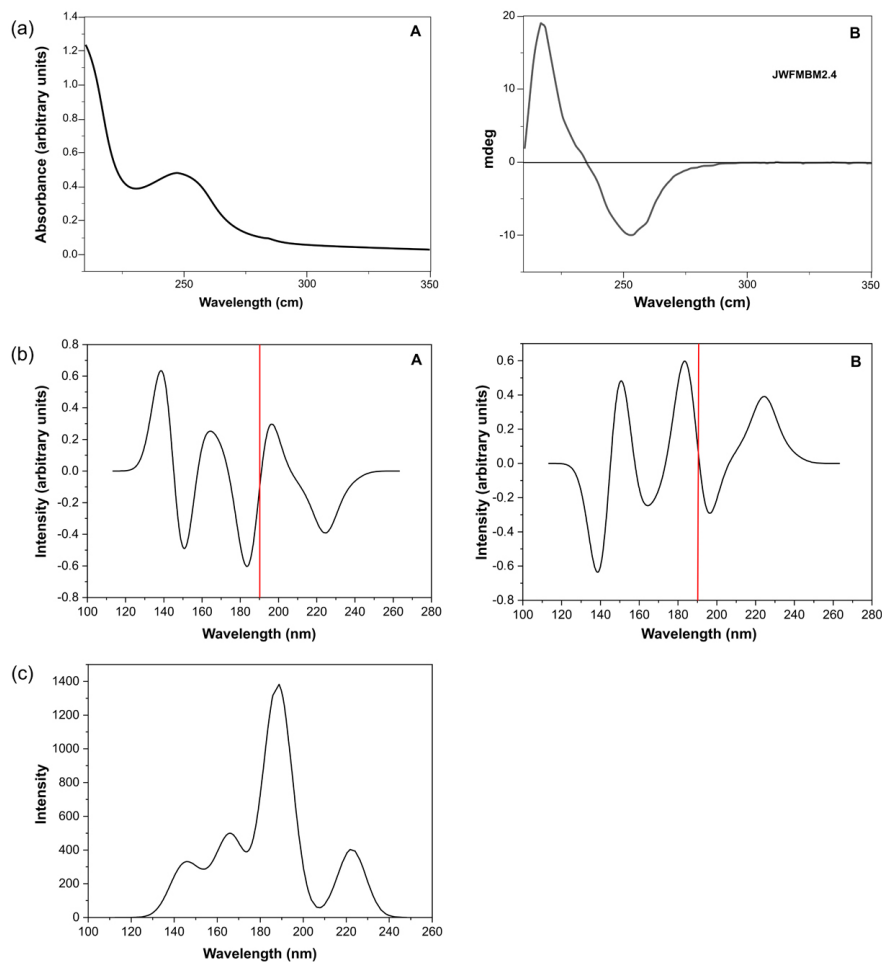 (a)
A
Absorbance (arbitrary units)
1.4
1.2
1.0
0.8
0.6
0.4
0.2
0.0
250
300
350
Wavelength (cm)
B
JWFMBM2.4
mdeg
20
10
0
-10
250
300
350
Wavelength (cm)
(b)
A
Intensity (arbitrary units)
0.8
0.6
0.4
0.2
0.0
-0.2
-0.4
-0.6
-0.8
100 120 140 160 180 200 220 240 260 280
Wavelength (nm)
B
Intensity (arbitrary units)
0.6
0.4
0.2
0.0
-0.2
-0.4
-0.6
-0.8
100 120 140 160 180 200 220 240 260 280
Wavelength (nm)
(c)
Intensity
1400
1200
1000
800
600
400
200
0
100 120 140 160 180 200 220 240 260
Wavelength (nm)